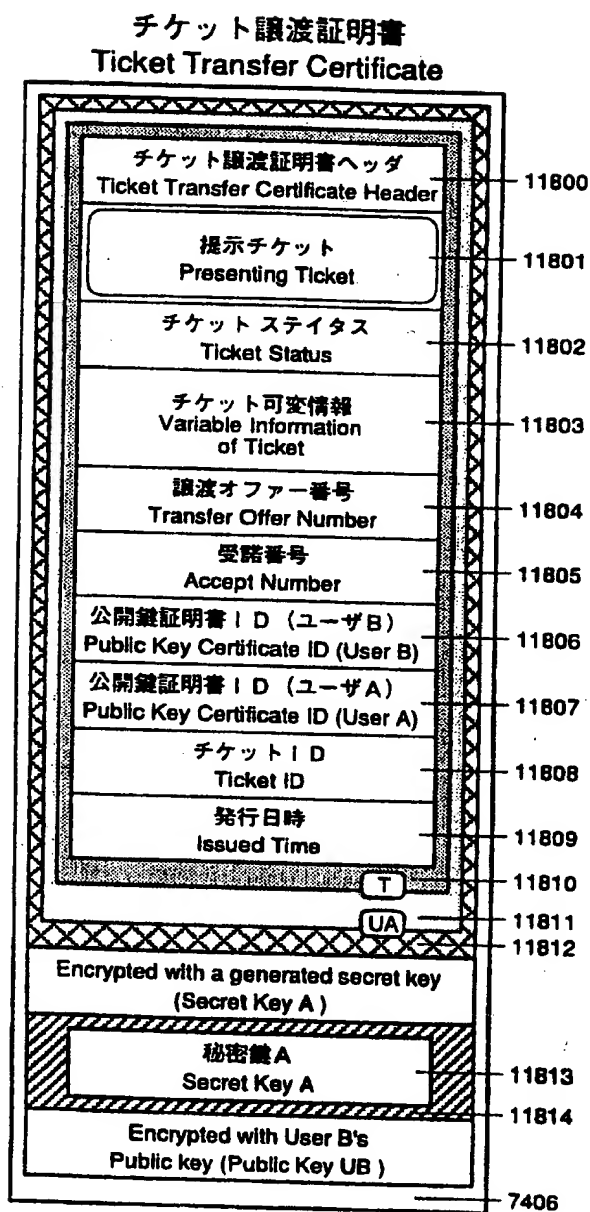 チケット譲渡証明書
Ticket Transfer Certificate
チケット譲渡証明書ヘッダ
Ticket Transfer Certificate Header
11800
提示チケット
Presenting Ticket
11801
チケット ステイタス
Ticket Status
11802
チケット可変情報
Variable Information
of Ticket
11803
譲渡オファー番号
Transfer Offer Number
11804
受諾番号
Accept Number
11805
公開鍵証明書ID（ユーザB）
Public Key Certificate ID (User B)
11806
公開鍵証明書ID（ユーザA）
Public Key Certificate ID (User A)
11807
チケットID
Ticket ID
11808
発行日時
Issued Time
11809
T
11810
UA
11811
11812
Encrypted with a generated secret key
(Secret Key A )
秘密鍵A
Secret Key A
11813
11814
Encrypted with User B's
Public key (Public Key UB )
7406